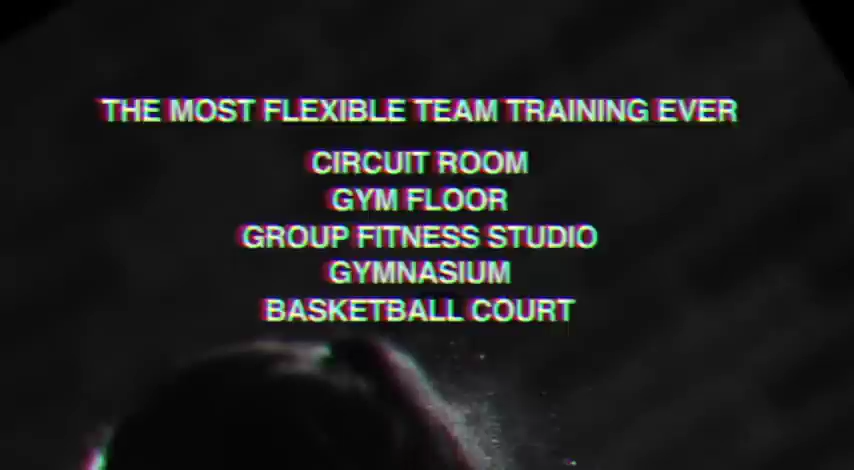 THE MOST FLEXIBLE TEAM TRAINING EVER
CIRCUIT ROOM
GYM FLOOR
GROUP FITNESS STUDIO
GYMNASIUM
BASKETBALL COURT